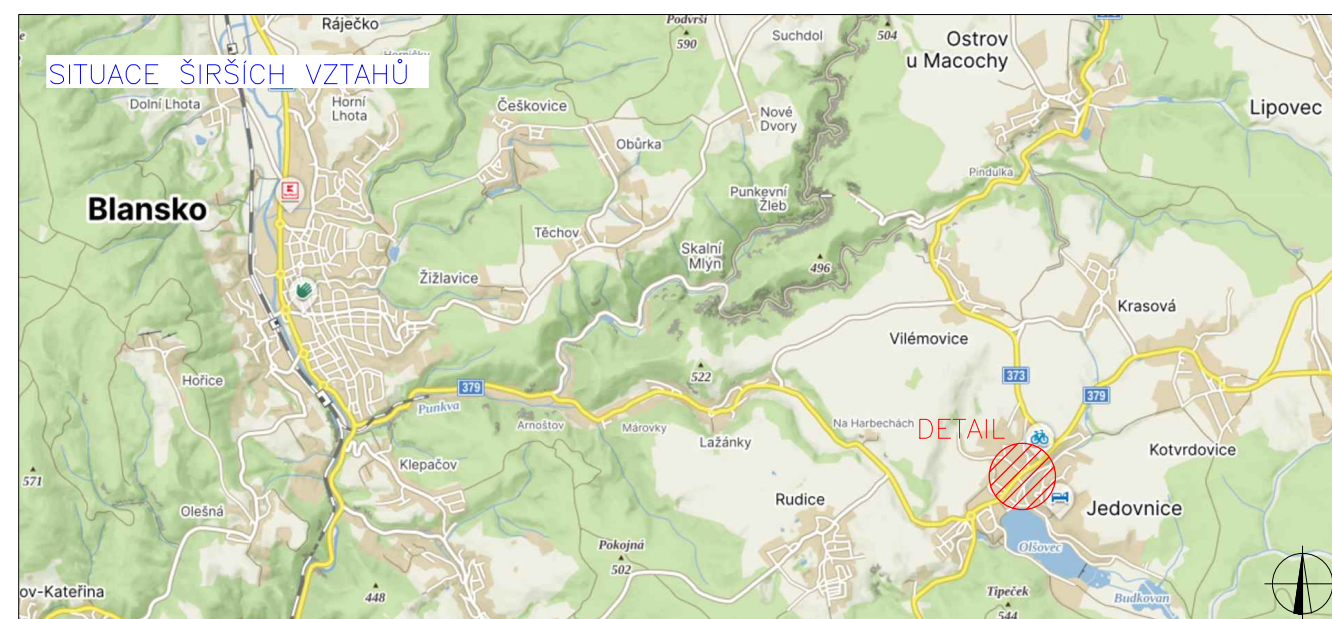 Ráječko
Podvrší
590
Suchdol
504
Ostrov
u Macochy
SITUACE ŠIRŠÍCH VZTAHŮ
Dolní Lhota
Horní
Lhota
Češkovice
Nové
Dvory
Lipovec
Obůrka
Pindulka
Blansko
Punkevní
Žleb
Těchov
Skalní
Mlýn
496
Žižlavice
Krasová
Vilémovice
522
373
Hořice
379
Punkva
379
Arnoštov
Márovky
Lažánky
Na Harbechách
DETAIL
Kotvrdovice
Klepačov
571
Rudice
Jedovnice
Olešná
Pokojná
502
Olšovec
ov-Kateřina
448
Tipeček
544
Budkovan